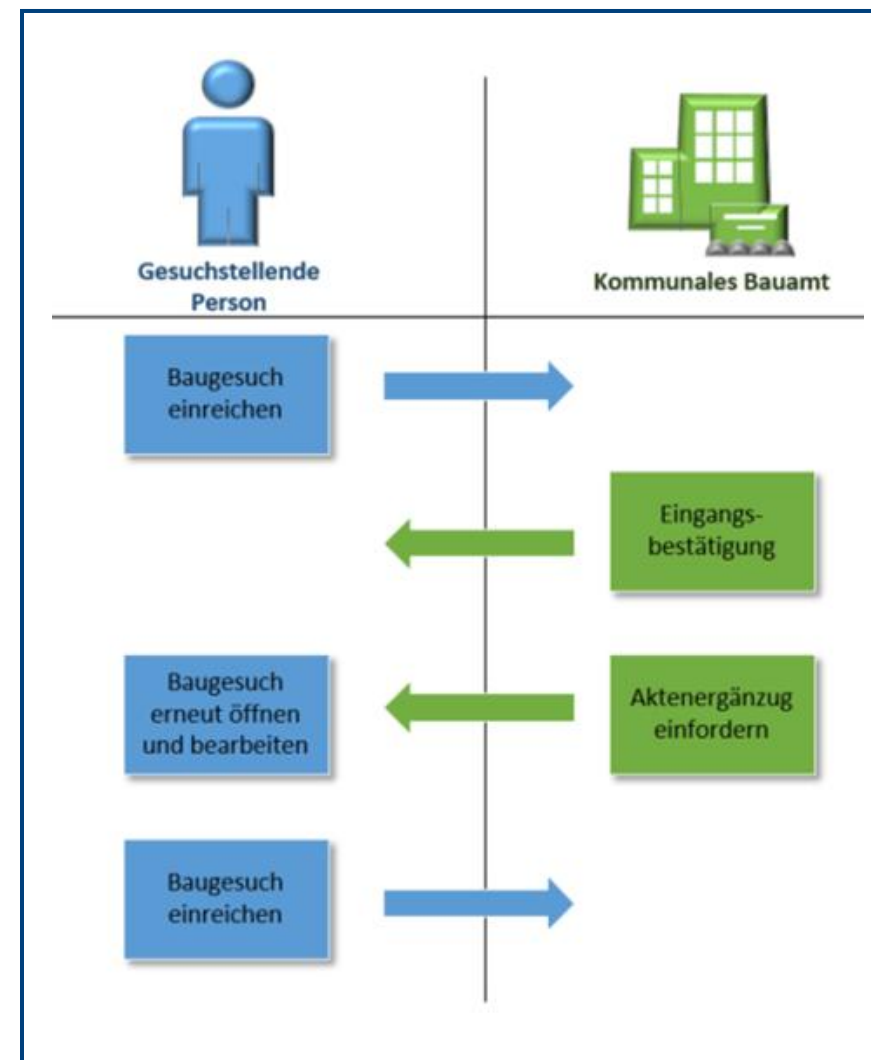 Gesuchstellende
Person
Kommunales Bauamt
Baugesuch
einreichen
Eingangs-
bestätigung
Baugesuch
erneut öffnen
und bearbeiten
Aktenergänzug
einfordern
Baugesuch
einreichen